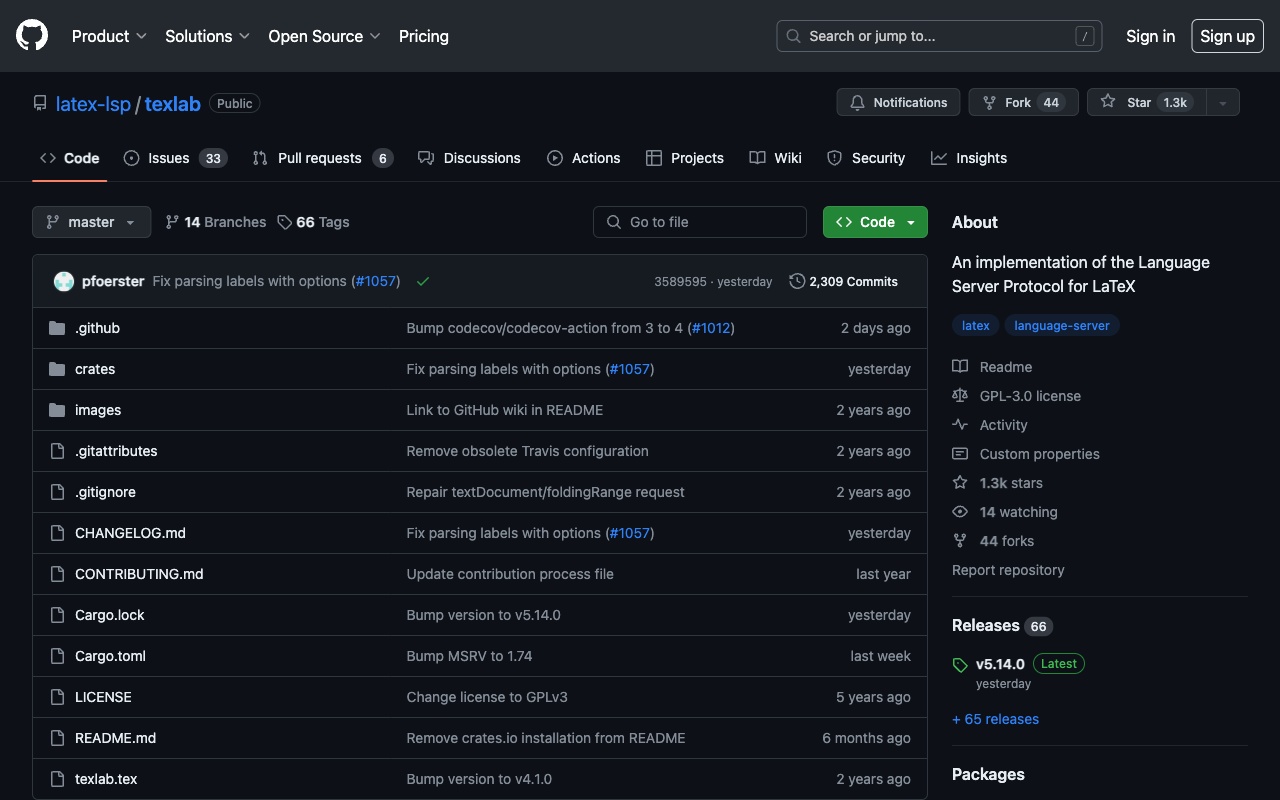 Product Solutions Open Source Pricing Search or jump to... / Sign in Sign up
latex-lsp / texlab Public Notifications Fork 44 Star 1.3k
Code Issues 33 Pull requests 6 Discussions Actions Projects Wiki Security Insights
master 14 Branches 66 Tags Go to file Code
pfoerster Fix parsing labels with options (#1057) 3589595 · yesterday 2,309 Commits
.github Bump codecov/codecov-action from 3 to 4 (#1012) 2 days ago
crates Fix parsing labels with options (#1057) yesterday
images Link to GitHub wiki in README 2 years ago
.gitattributes Remove obsolete Travis configuration 2 years ago
.gitignore Repair textDocument/foldingRange request 2 years ago
CHANGELOG.md Fix parsing labels with options (#1057) yesterday
CONTRIBUTING.md Update contribution process file last year
Cargo.lock Bump version to v5.14.0 yesterday
Cargo.toml Bump MSRV to 1.74 last week
LICENSE Change license to GPLv3 5 years ago
README.md Remove crates.io installation from README 6 months ago
texlab.tex Bump version to v4.1.0 2 years ago
About
An implementation of the Language
Server Protocol for LaTeX
latex language-server
Readme
GPL-3.0 license
Activity
Custom properties
1.3k stars
14 watching
44 forks
Report repository
Releases 66
v5.14.0 Latest
yesterday
+ 65 releases
Packages